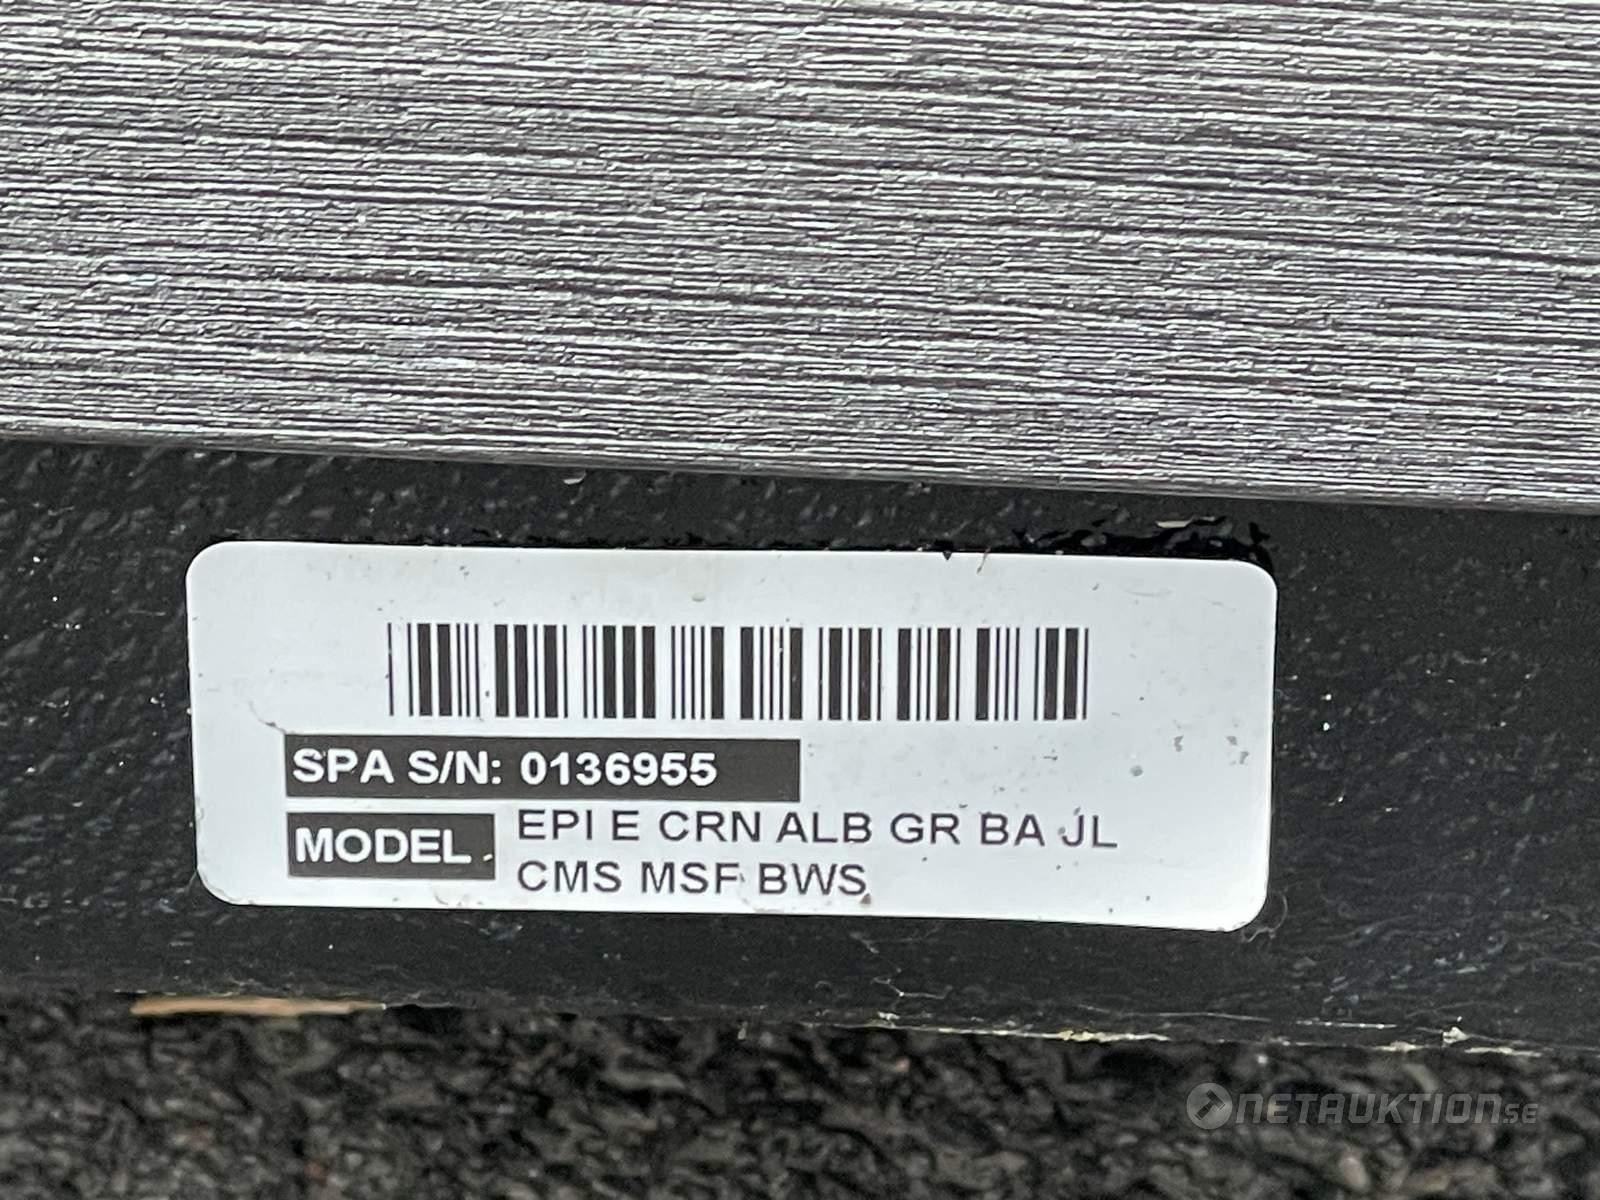 SPA S/N: 0136955
MODEL EPI E CRN ALB GR BA JL
CMS MSF BWS
NETAUKTION.SE